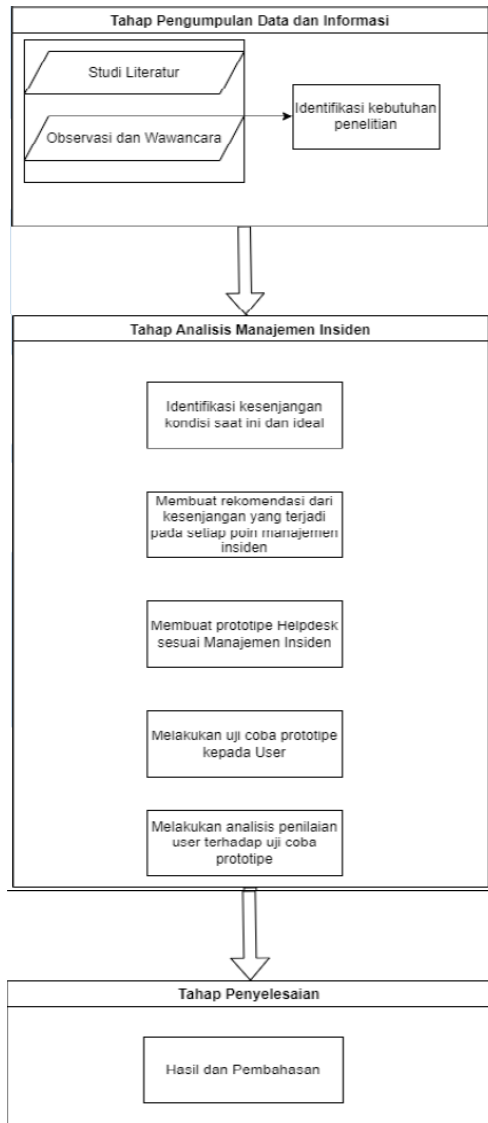 Tahap Pengumpulan Data dan Informasi
Studi Literatur
Observasi dan Wawancara
Identifikasi kebutuhan
penelitian
Tahap Analisis Manajemen Insiden
Identifikasi kesenjangan
kondisi saat ini dan ideal
Membuat rekomendasi dari
kesenjangan yang terjadi
pada setiap poin manajemen
insiden
Membuat prototipe Helpdesk
sesuai Manajemen Insiden
Melakukan uji coba prototipe
kepada User
Melakukan analisis penilaian
user terhadap uji coba
prototipe
Tahap Penyelesaian
Hasil dan Pembahasan